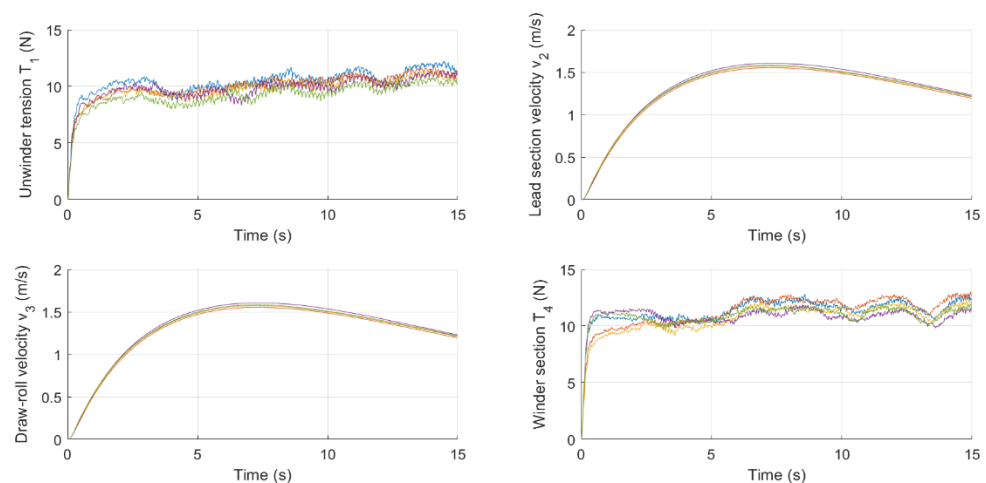 15
10
5
0
Unwinder tension T1 (N)
0 5 10 15
Time (s)
2
1.5
1
0.5
0
Lead section velocity v2 (m/s)
0 5 10 15
Time (s)
2
1.5
1
0.5
0
Draw-roll velocity v3 (m/s)
0 5 10 15
Time (s)
15
10
5
0
Winder section T4 (N)
0 5 10 15
Time (s)